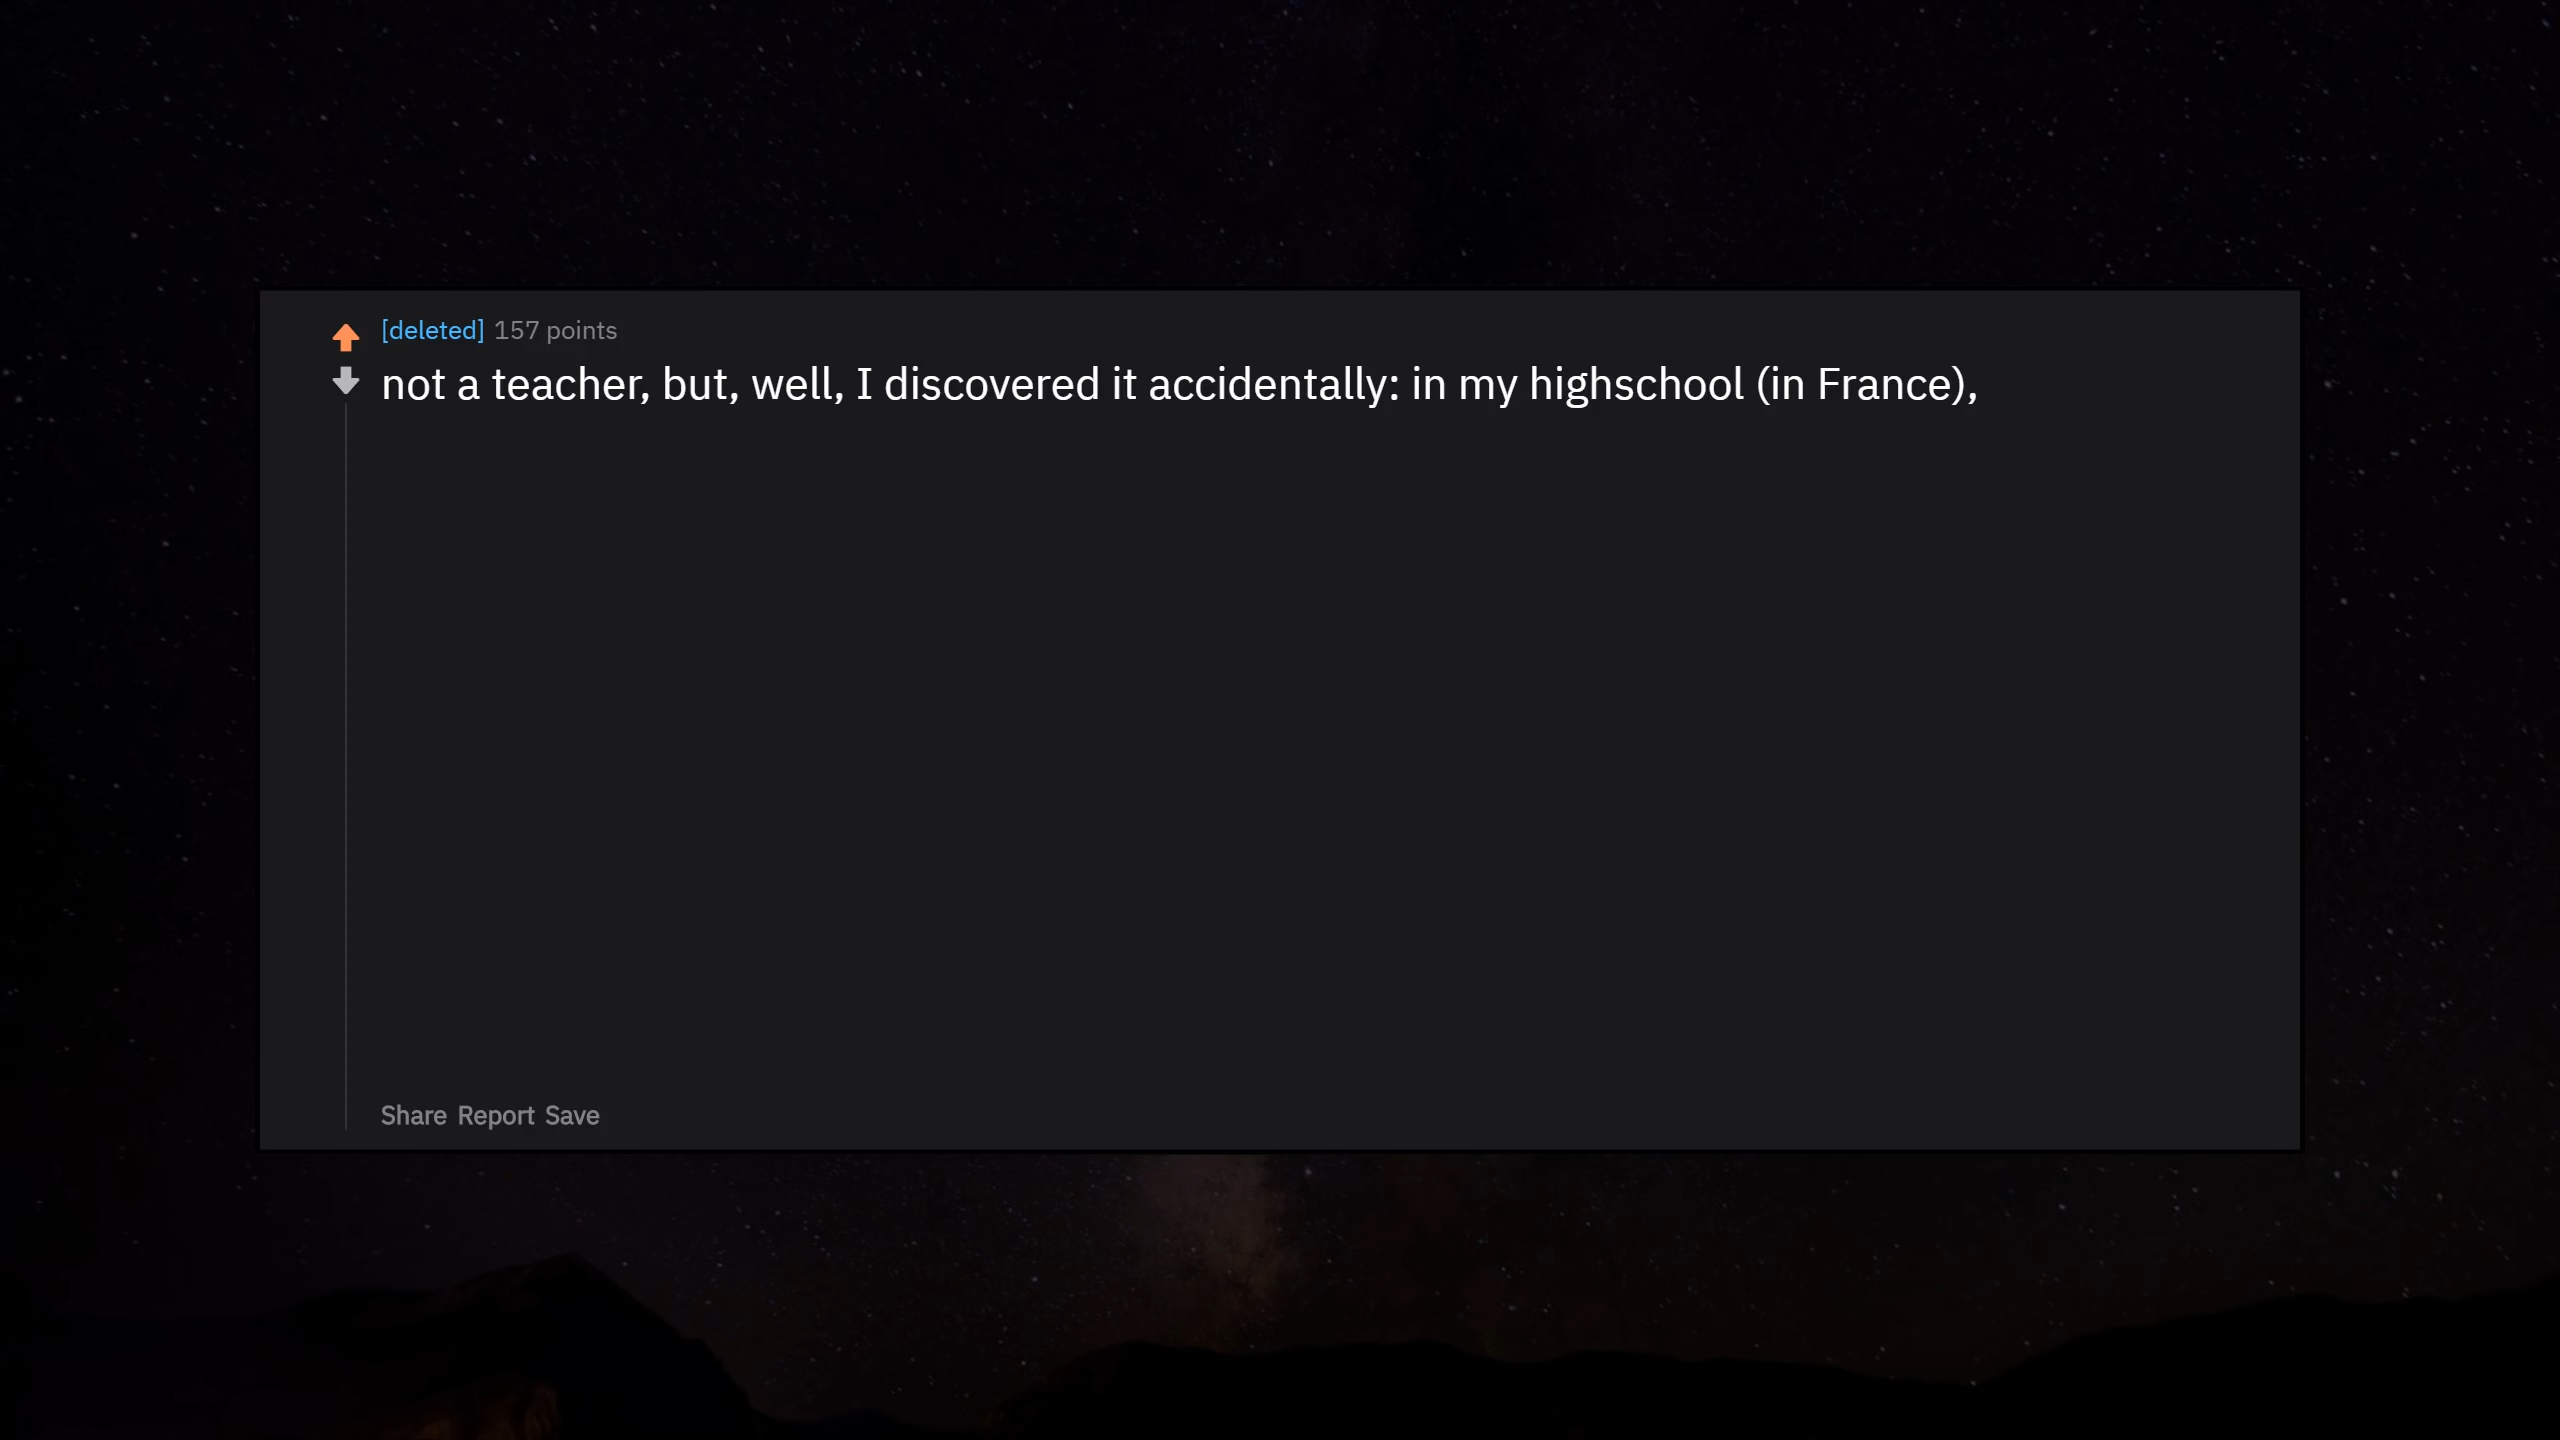 [deleted] 157 points
not a teacher, but, well, I discovered it accidentally: in my highschool (in France),
Share Report Save